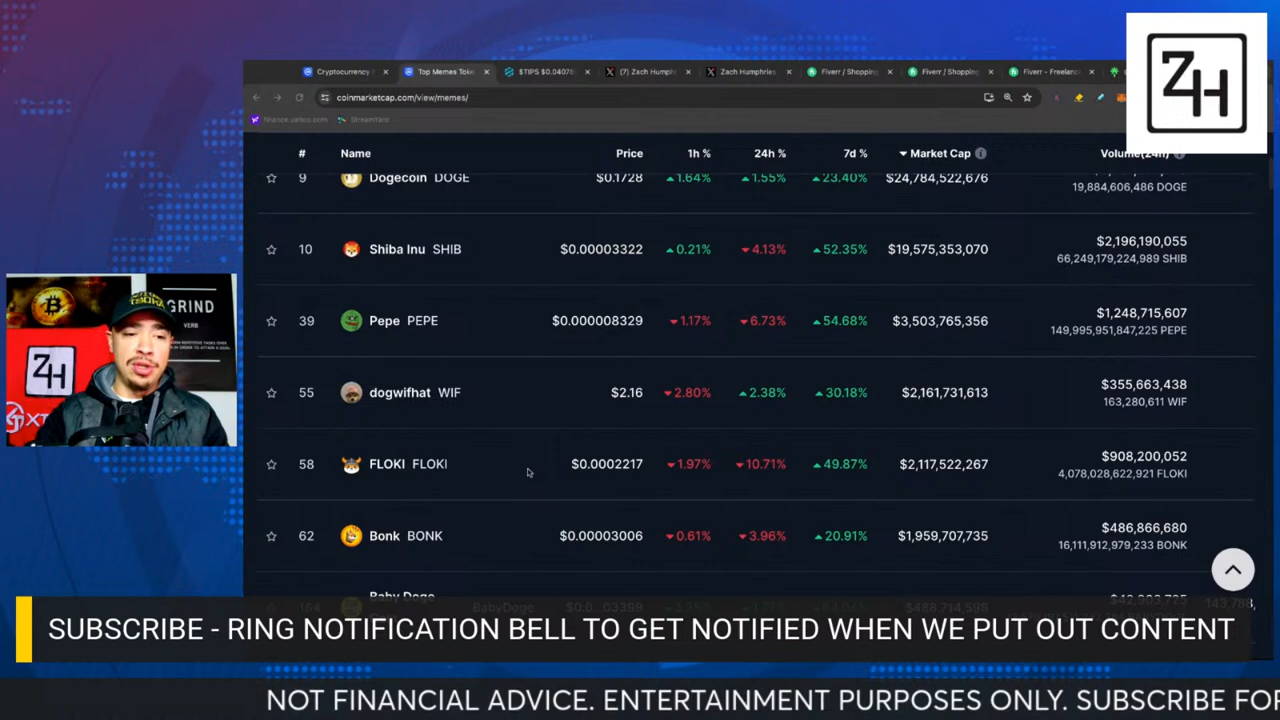 Cryptocurrency
Top Memes Toke
$TIPS $0.0407
(7) Zach Humph
Zach Humphries
Fiverr / Shopping
Fiverr / Shopping
Fiverr - Freelanc
coinmarketcap.com/view/memes/
finance.yahoo.com
StreamYard
ZH
# Name Price 1h % 24h % 7d % Market Cap Volume(24h)
9 Dogecoin DOGE $0.1728 1.64% 1.55% 23.40% $24,784,522,676
19,884,606,486 DOGE
10 Shiba Inu SHIB $0.00003322 0.21% 4.13% 52.35% $19,575,353,070 $2,196,190,055
66,249,179,224,989 SHIB
39 Pepe PEPE $0.000008329 1.17% 6.73% 54.68% $3,503,765,356 $1,248,715,607
149,995,951,847,225 PEPE
55 dogwifhat WIF $2.16 2.80% 2.38% 30.18% $2,161,731,613 $355,663,438
163,280,611 WIF
58 FLOKI FLOKI $0.0002217 1.97% 10.71% 49.87% $2,117,522,267 $908,200,052
4,078,028,622,921 FLOKI
62 Bonk BONK $0.00003006 0.61% 3.96% 20.91% $1,959,707,735 $486,866,680
16,111,912,979,233 BONK
Baby Doge
BabyDoge
GRIND
VERB
ZH
XT
SUBSCRIBE - RING NOTIFICATION BELL TO GET NOTIFIED WHEN WE PUT OUT CONTENT
NOT FINANCIAL ADVICE. ENTERTAINMENT PURPOSES ONLY. SUBSCRIBE FOR